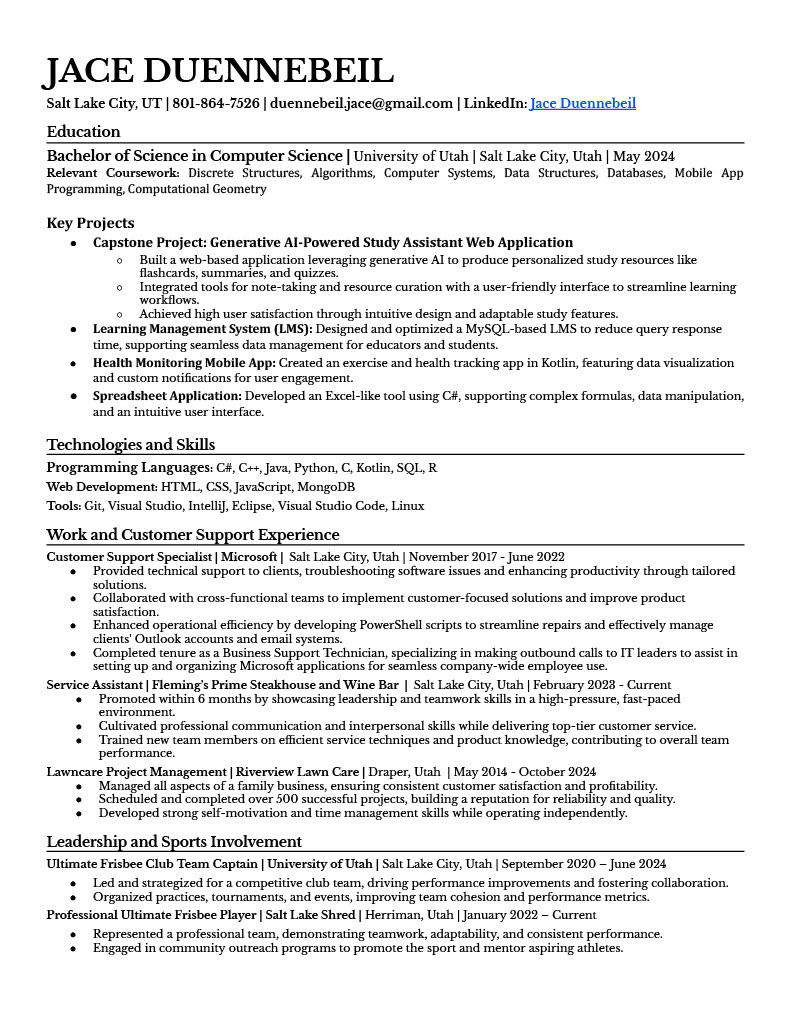 JACE DUENNEBEIL
Salt Lake City, UT | 801-864-7526 | duennebeil.jace@gmail.com | LinkedIn: Jace Duennebeil
Education
Bachelor of Science in Computer Science | University of Utah | Salt Lake City, Utah | May 2024
Relevant Coursework: Discrete Structures, Algorithms, Computer Systems, Data Structures, Databases, Mobile App
Programming, Computational Geometry
Key Projects
● Capstone Project: Generative AI-Powered Study Assistant Web Application
○ Built a web-based application leveraging generative AI to produce personalized study resources like
flashcards, summaries, and quizzes.
○ Integrated tools for note-taking and resource curation with a user-friendly interface to streamline learning
workflows.
○ Achieved high user satisfaction through intuitive design and adaptable study features.
● Learning Management System (LMS): Designed and optimized a MySQL-based LMS to reduce query response
time, supporting seamless data management for educators and students.
● Health Monitoring Mobile App: Created an exercise and health tracking app in Kotlin, featuring data visualization
and custom notifications for user engagement.
● Spreadsheet Application: Developed an Excel-like tool using C#, supporting complex formulas, data manipulation,
and an intuitive user interface.
Technologies and Skills
Programming Languages: C#, C++, Java, Python, C, Kotlin, SQL, R
Web Development: HTML, CSS, JavaScript, MongoDB
Tools: Git, Visual Studio, IntelliJ, Eclipse, Visual Studio Code, Linux
Work and Customer Support Experience
Customer Support Specialist | Microsoft | Salt Lake City, Utah | November 2017 - June 2022
● Provided technical support to clients, troubleshooting software issues and enhancing productivity through tailored
solutions.
● Collaborated with cross-functional teams to implement customer-focused solutions and improve product
satisfaction.
● Enhanced operational efficiency by developing PowerShell scripts to streamline repairs and effectively manage
clients' Outlook accounts and email systems.
● Completed tenure as a Business Support Technician, specializing in making outbound calls to IT leaders to assist in
setting up and organizing Microsoft applications for seamless company-wide employee use.
Service Assistant | Fleming's Prime Steakhouse and Wine Bar | Salt Lake City, Utah | February 2023 - Current
● Promoted within 6 months by showcasing leadership and teamwork skills in a high-pressure, fast-paced
environment.
● Cultivated professional communication and interpersonal skills while delivering top-tier customer service.
● Trained new team members on efficient service techniques and product knowledge, contributing to overall team
performance.
Lawncare Project Management | Riverview Lawn Care | Draper, Utah | May 2014 - October 2024
● Managed all aspects of a family business, ensuring consistent customer satisfaction and profitability.
● Scheduled and completed over 500 successful projects, building a reputation for reliability and quality.
● Developed strong self-motivation and time management skills while operating independently.
Leadership and Sports Involvement
Ultimate Frisbee Club Team Captain | University of Utah | Salt Lake City, Utah | September 2020 – June 2024
● Led and strategized for a competitive club team, driving performance improvements and fostering collaboration.
● Organized practices, tournaments, and events, improving team cohesion and performance metrics.
Professional Ultimate Frisbee Player | Salt Lake Shred | Herriman, Utah | January 2022 – Current
● Represented a professional team, demonstrating teamwork, adaptability, and consistent performance.
● Engaged in community outreach programs to promote the sport and mentor aspiring athletes.